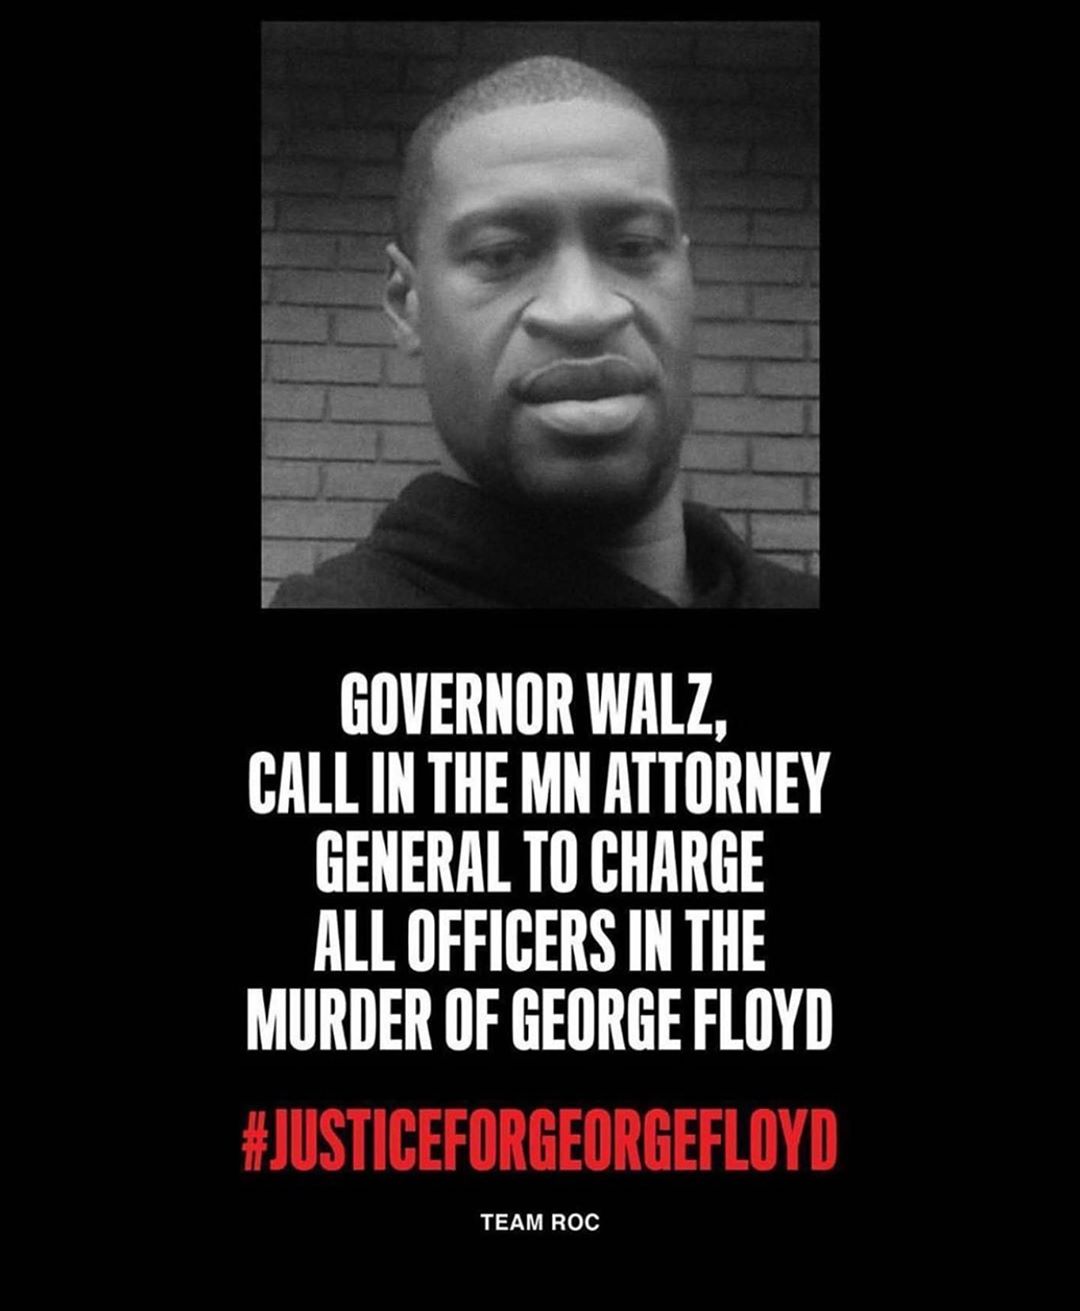 GOVERNOR WALZ,
CALL IN THE MN ATTORNEY
GENERAL TO CHARGE
ALL OFFICERS IN THE
MURDER OF GEORGE FLOYD
#JUSTICEFORGEORGEFLOYD
TEAM ROC